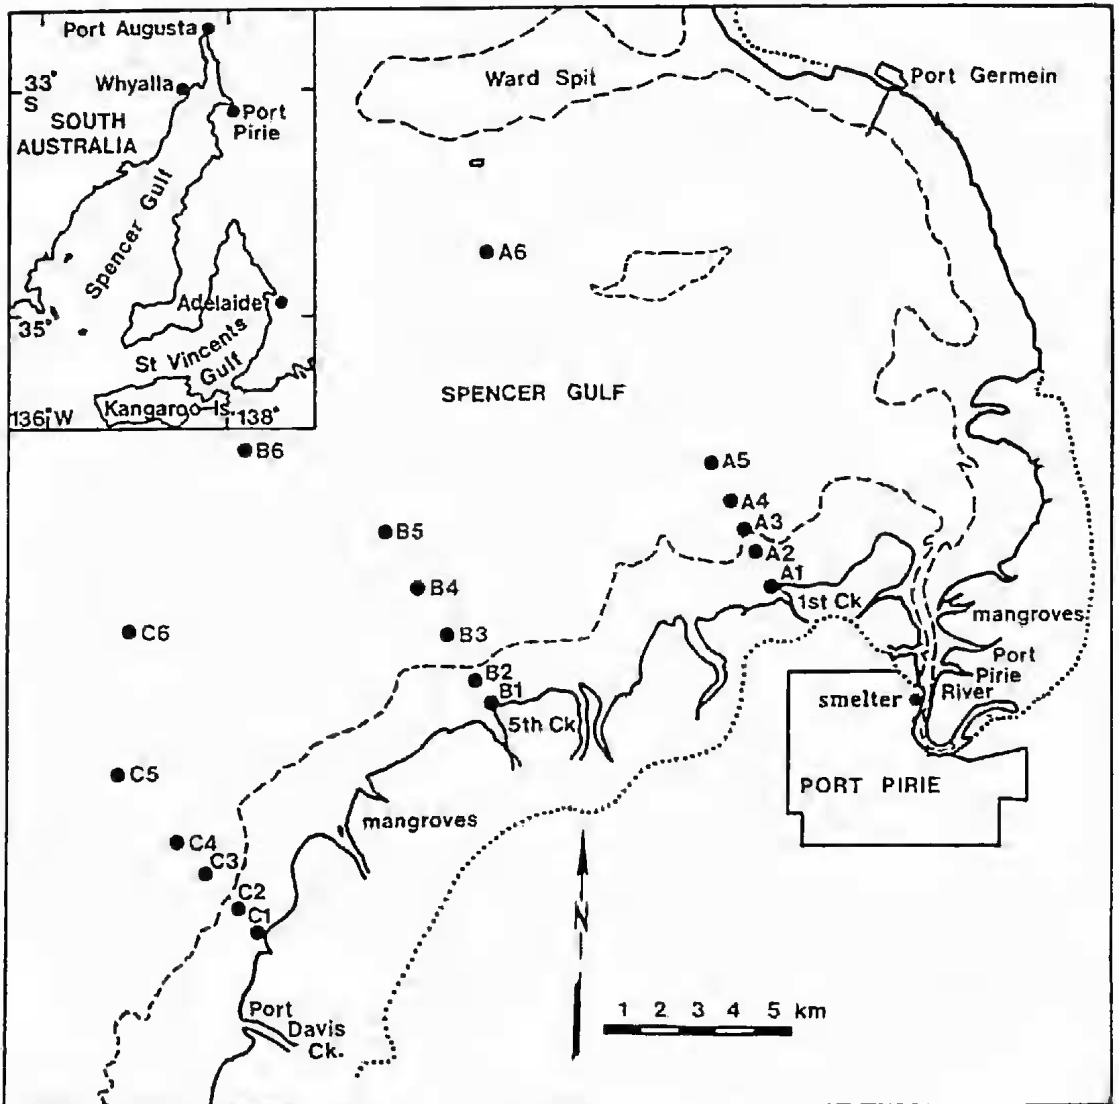 Port Augusta
33°
S
Whyalla
SOUTH
AUSTRALIA
Port
Pirie
Spencer Gulf
Adelaide
35°
St Vincents
Gulf
136°W
Kangaroo Is.
138°
Ward Spit
Port Germein
A6
SPENCER GULF
B6
A5
A4
A3
A2
A1
B5
B4
B3
B2
B1
C6
C5
C4
C3
C2
C1
1st Ck
5th Ck
mangroves
Port
Pirie
River
smelter
PORT PIRIE
mangroves
N
Port
Davis
Ck.
1 2 3 4 5 km